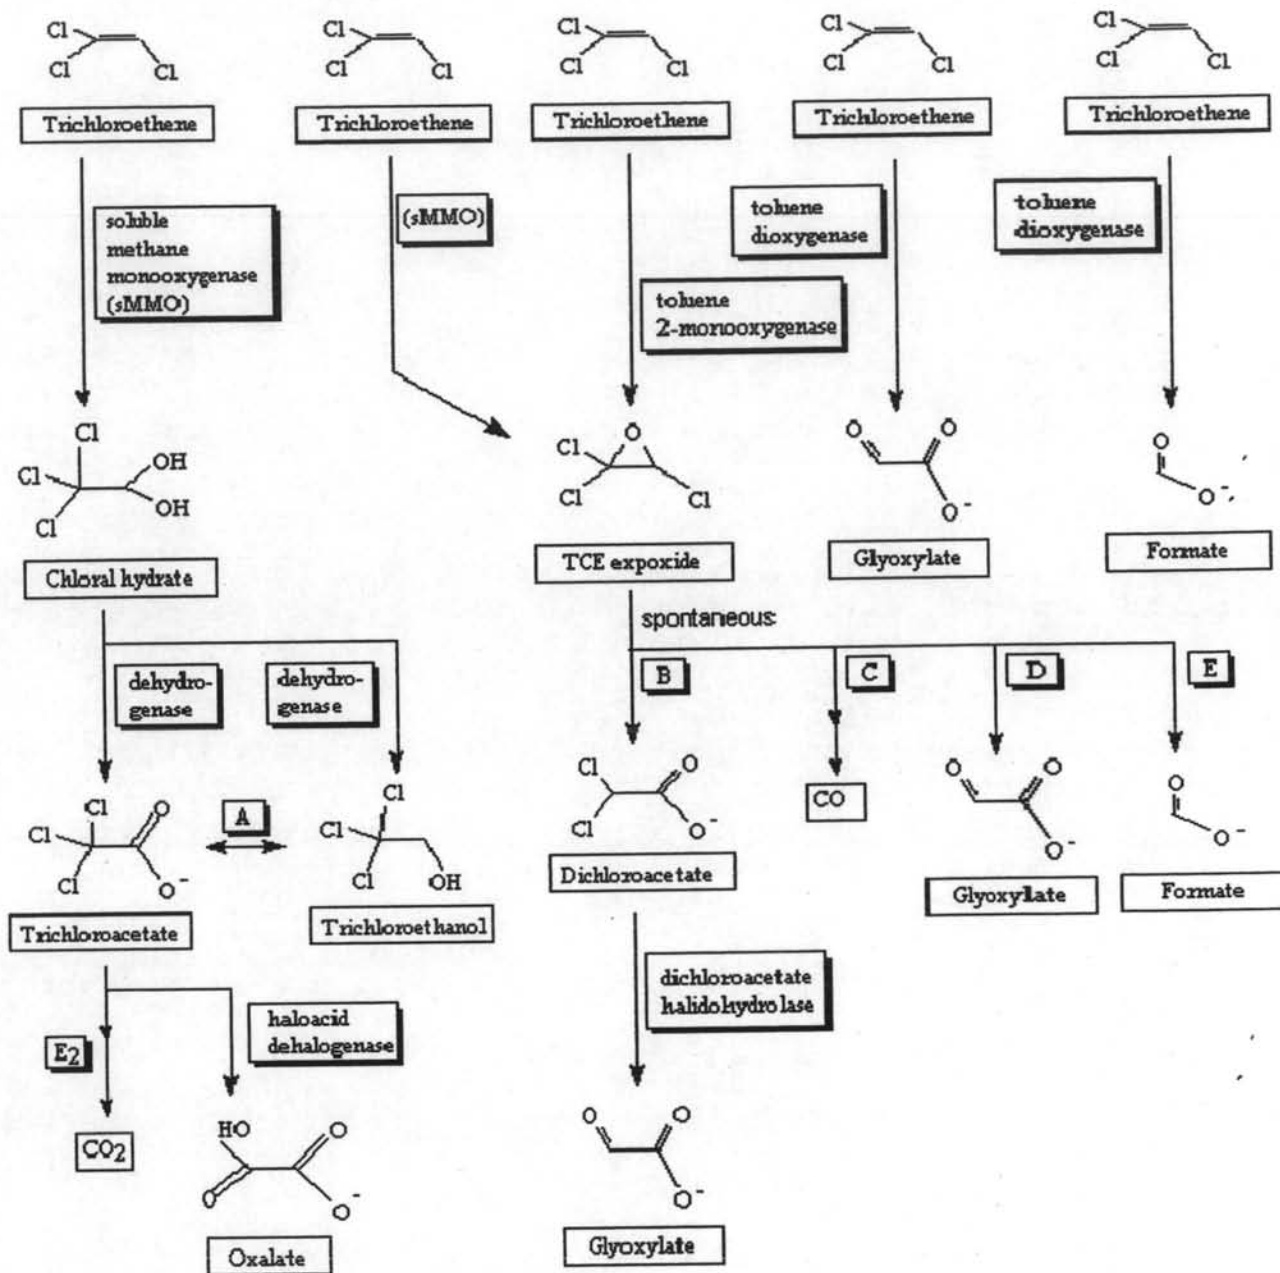 Cl
Cl
Cl
Trichloroethene
Cl
Cl
Cl
Trichloroethene
Cl
Cl
Cl
Trichloroethene
Cl
Cl
Cl
Trichloroethene
Cl
Cl
Cl
Trichloroethene
soluble
methane
monooxygenase
(sMMO)
(sMMO)
toluene
2-monooxygenase
toluene
dioxygenase
toluene
dioxygenase
Cl
Cl
Cl
OH
OH
Chloral hydrate
O
Cl
Cl
Cl
TCE expoxide
O
O
O⁻
Glyoxylate
O
O⁻
Formate
dehydro-
genase
dehydro-
genase
spontaneous:
B
C
D
E
Cl
Cl
Cl
O
O⁻
Trichloroacetate
A
Cl
Cl
Cl
OH
Trichloroethanol
Cl
Cl
O
O⁻
Dichloroacetate
CO
O
O
O⁻
Glyoxylate
O
O⁻
Formate
E2
CO2
haloacid
dehalogenase
HO
O
O
O⁻
Oxalate
dichloroacetate
halidohydrolase
O
O
O⁻
Glyoxylate